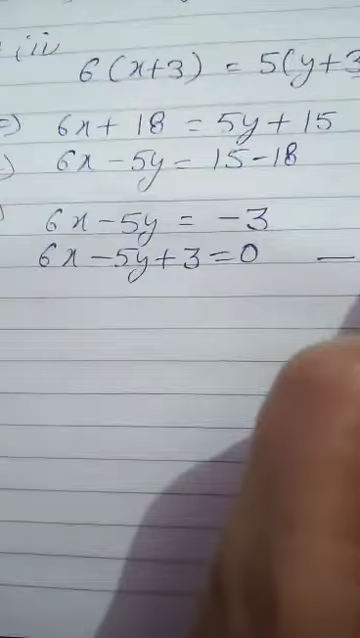 iii
6(x+3) = 5(y+3
=) 6x + 18 = 5y + 15
) 6x - 5y = 15 - 18
) 6x - 5y = -3
6x - 5y + 3 = 0 —